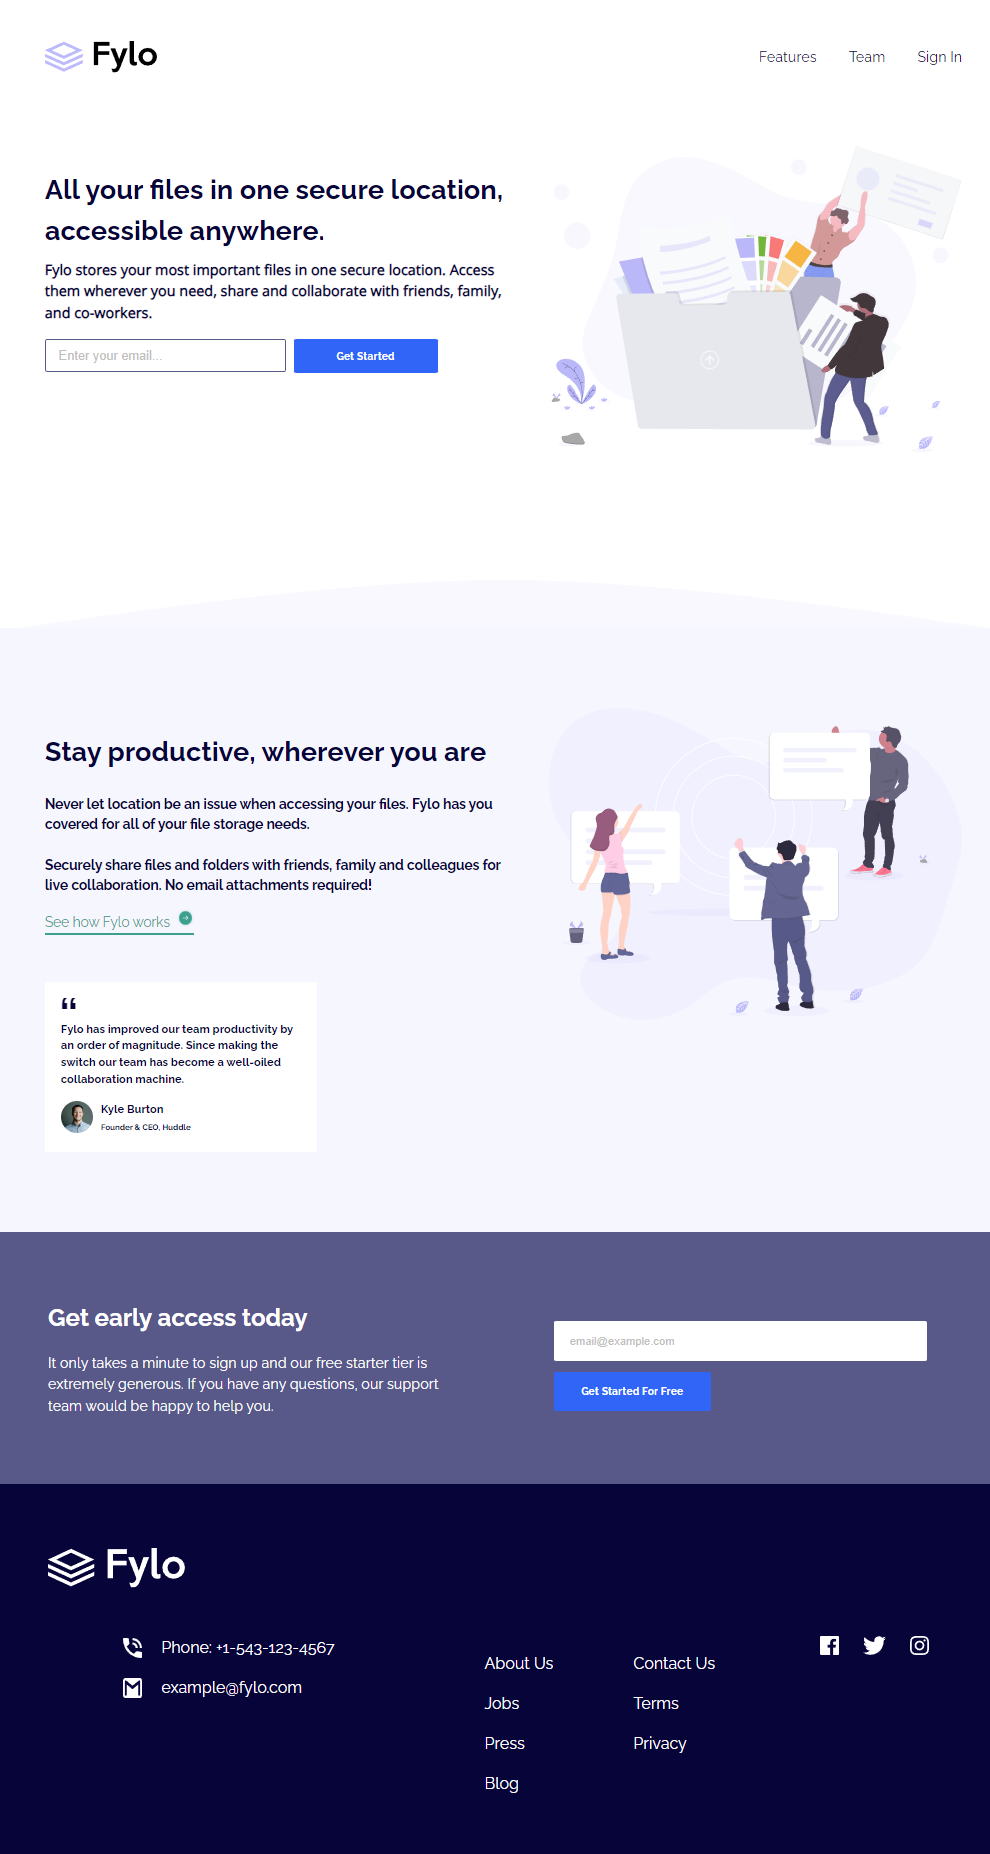 Fylo
Features Team Sign In
All your files in one secure location,
accessible anywhere.
Fylo stores your most important files in one secure location. Access
them wherever you need, share and collaborate with friends, family,
and co-workers.
Enter your email...
Get Started
Stay productive, wherever you are
Never let location be an issue when accessing your files. Fylo has you
covered for all of your file storage needs.
Securely share files and folders with friends, family and colleagues for
live collaboration. No email attachments required!
See how Fylo works
“
Fylo has improved our team productivity by
an order of magnitude. Since making the
switch our team has become a well-oiled
collaboration machine.
Kyle Burton
Founder & CEO, Huddle
Get early access today
It only takes a minute to sign up and our free starter tier is
extremely generous. If you have any questions, our support
team would be happy to help you.
email@example.com
Get Started For Free
Fylo
Phone: +1-543-123-4567
example@fylo.com
About Us
Jobs
Press
Blog
Contact Us
Terms
Privacy